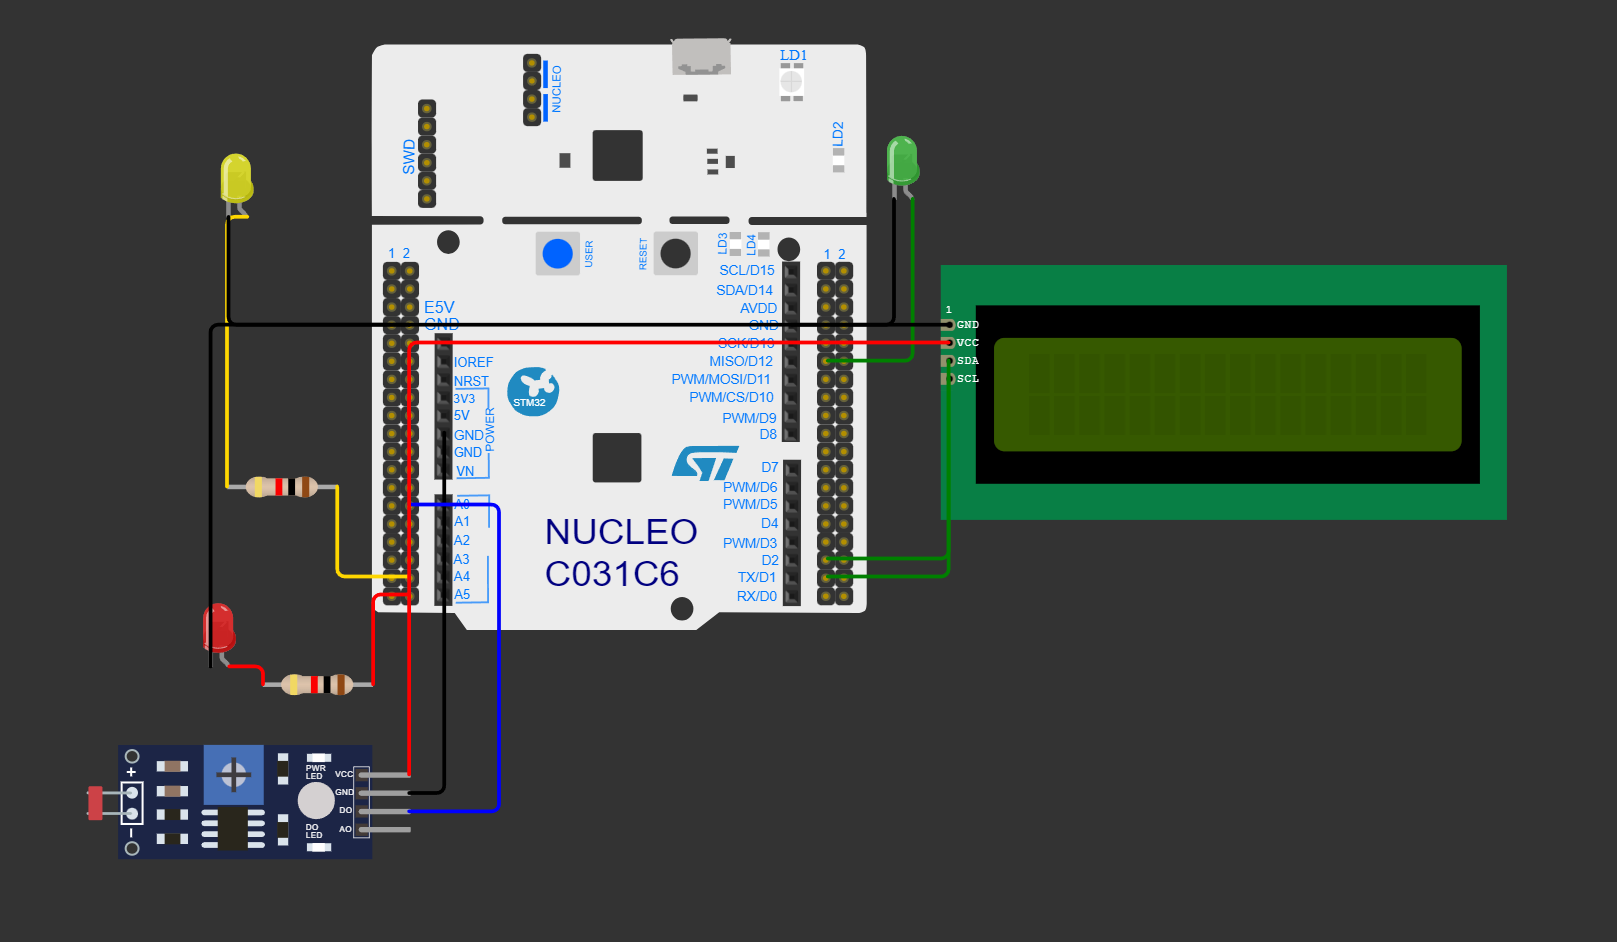 LD1
NUCLEO
LD2
SWD
USER
RESET
LD3
LD4
1 2
1 2
SCL/D15
SDA/D14
AVDD
GND
SCK/D13
MISO/D12
PWM/MOSI/D11
PWM/CS/D10
PWM/D9
D8
D7
PWM/D6
PWM/D5
D4
PWM/D3
D2
TX/D1
RX/D0
E5V
GND
IOREF
NRST
3V3
5V
GND
GND
VN
POWER
A0
A1
A2
A3
A4
A5
STM32
ST
NUCLEO
C031C6
1
GND
VCC
SDA
SCL
+
PWR
LED
VCC
GND
DO
AO
DO
LED